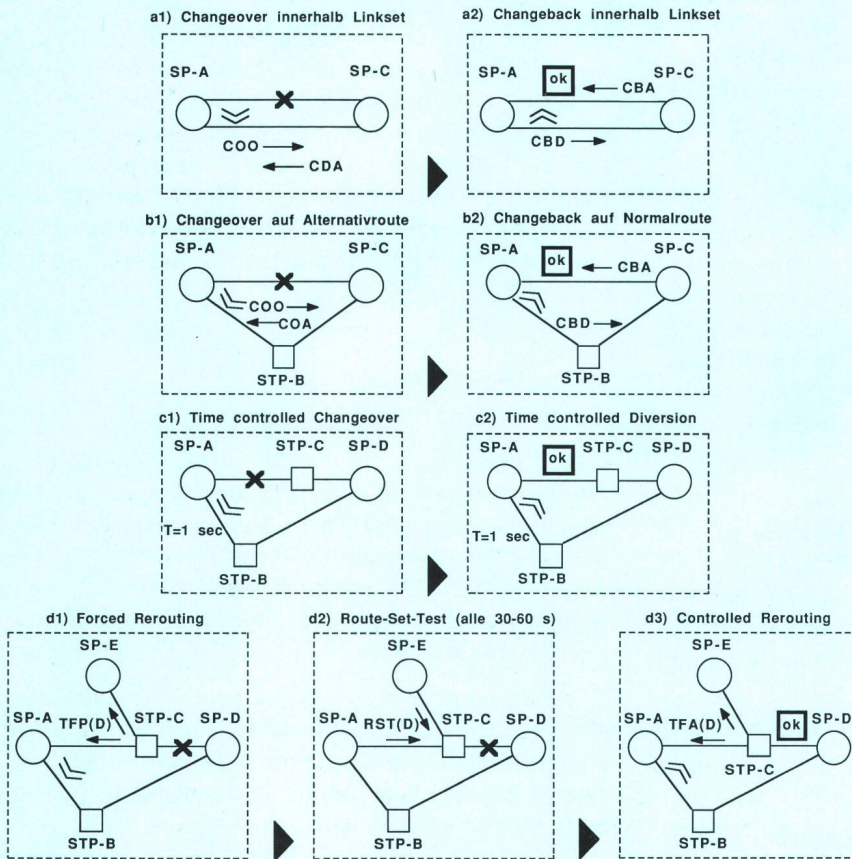 a1) Changeover innerhalb Linkset
SP-A
SP-C
COO
CDA
a2) Changeback innerhalb Linkset
SP-A
ok
SP-C
CBA
CBD
b1) Changeover auf Alternativroute
SP-A
SP-C
COO
COA
STP-B
b2) Changeback auf Normalroute
SP-A
ok
SP-C
CBA
CBD
STP-B
c1) Time controlled Changeover
SP-A
STP-C
SP-D
T=1 sec
STP-B
c2) Time controlled Diversion
SP-A
ok
STP-C
SP-D
T=1 sec
STP-B
d1) Forced Rerouting
SP-E
SP-A
TFP(D)
STP-C
SP-D
STP-B
d2) Route-Set-Test (alle 30-60 s)
SP-E
SP-A
RST(D)
STP-C
SP-D
STP-B
d3) Controlled Rerouting
SP-E
SP-A
TFA(D)
ok
SP-D
STP-C
STP-B